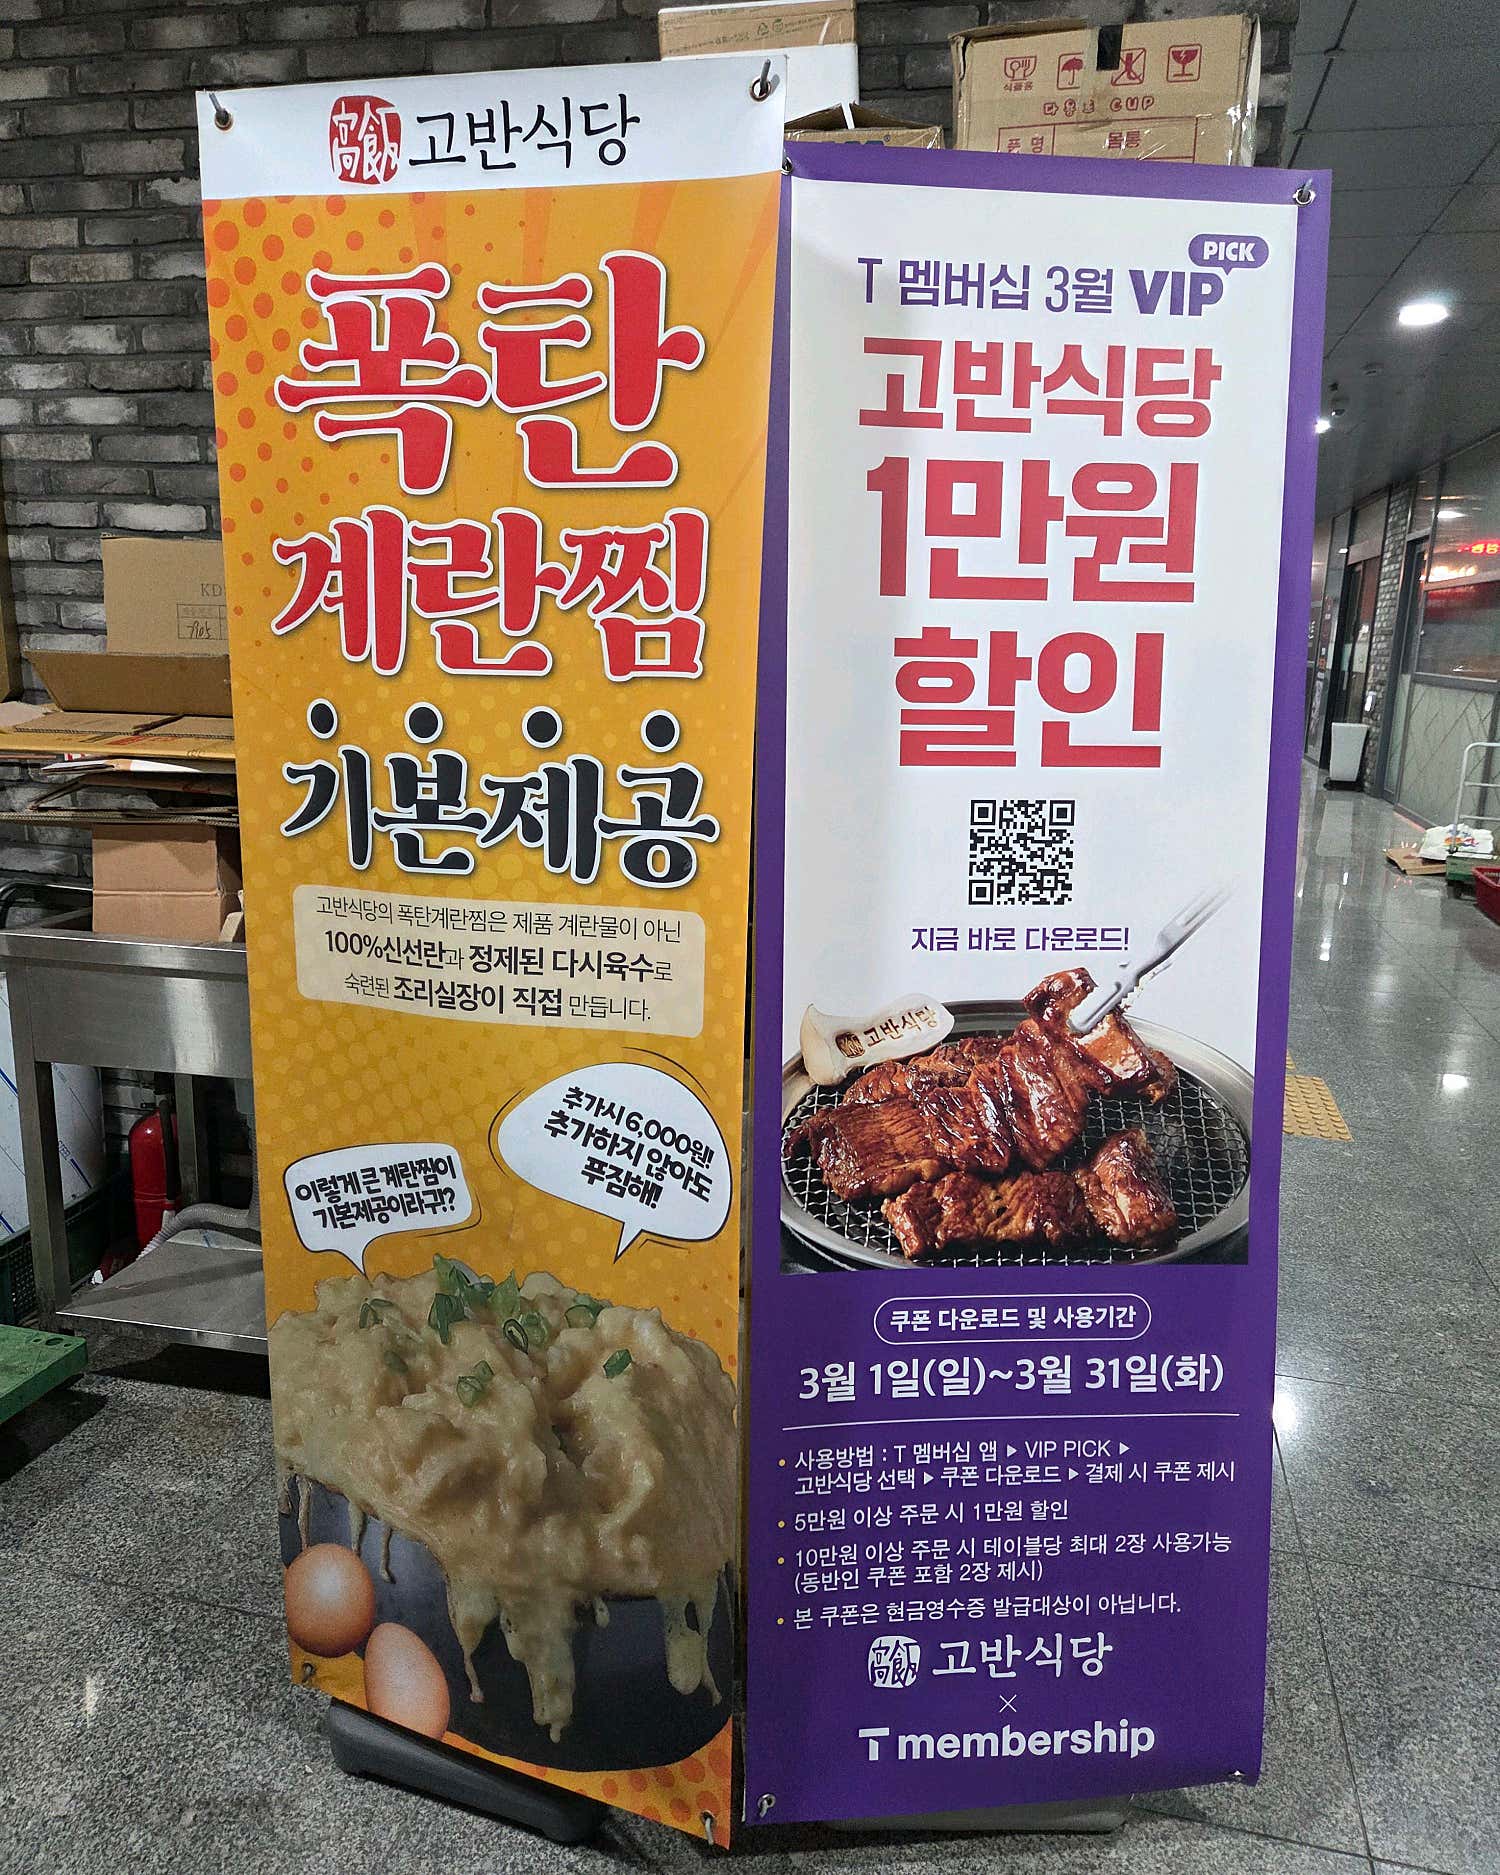 高飯 고반식당
폭탄
계란찜
기본제공
고반식당의 폭탄계란찜은 제품 계란물이 아닌
100%신선란과 정제된 다시육수로
숙련된 조리실장이 직접 만듭니다.
추가시 6,000원!
추가하지 않아도
푸짐해!
이렇게 큰 계란찜이
기본제공이라구!?
PICK
T 멤버십 3월 VIP
고반식당
1만원
할인
지금 바로 다운로드!
고반식당
쿠폰 다운로드 및 사용기간
3월 1일(일)~3월 31일(화)
• 사용방법 : T 멤버십 앱 ▶ VIP PICK ▶
고반식당 선택 ▶ 쿠폰 다운로드 ▶ 결제 시 쿠폰 제시
• 5만원 이상 주문 시 1만원 할인
• 10만원 이상 주문 시 테이블당 최대 2장 사용가능
(동반인 쿠폰 포함 2장 제시)
• 본 쿠폰은 현금영수증 발급대상이 아닙니다.
高飯 고반식당
×
T membership
식품용
다용도 CUP
품 명
몸통
KD